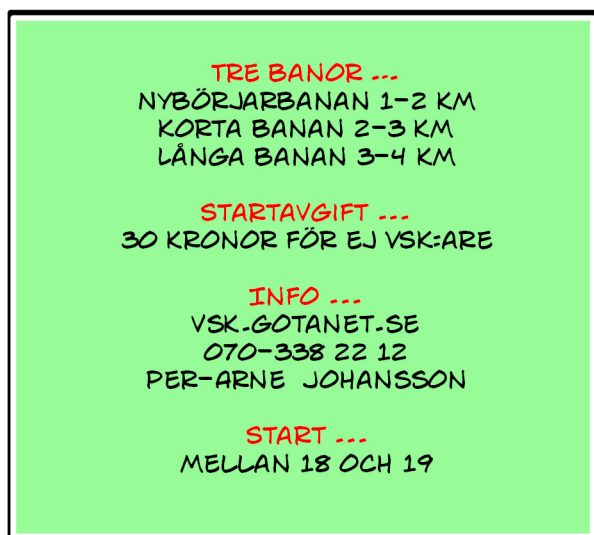 TRE BANOR ...
NYBÖRJARBANAN 1-2 KM
KORTA BANAN 2-3 KM
LÅNGA BANAN 3-4 KM
STARTAVGIFT ...
30 KRONOR FÖR EJ VSK:ARE
INFO ...
VSK.GOTANET.SE
070-338 22 12
PER-ARNE JOHANSSON
START ...
MELLAN 18 OCH 19